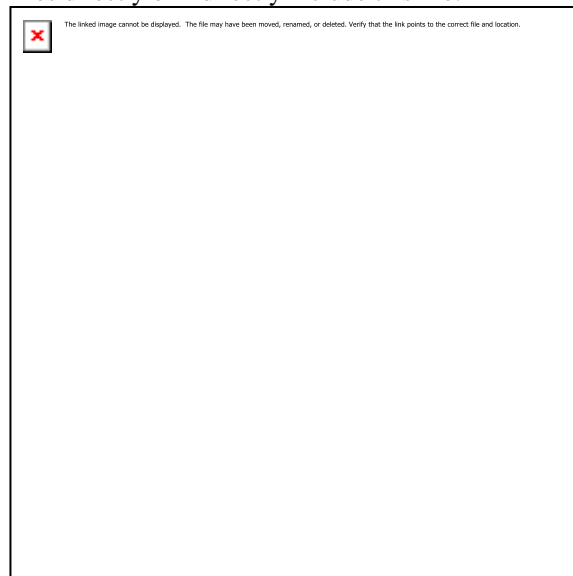 The linked image cannot be displayed. The file may have been moved, renamed, or deleted. Verify that the link points to the correct file and location.